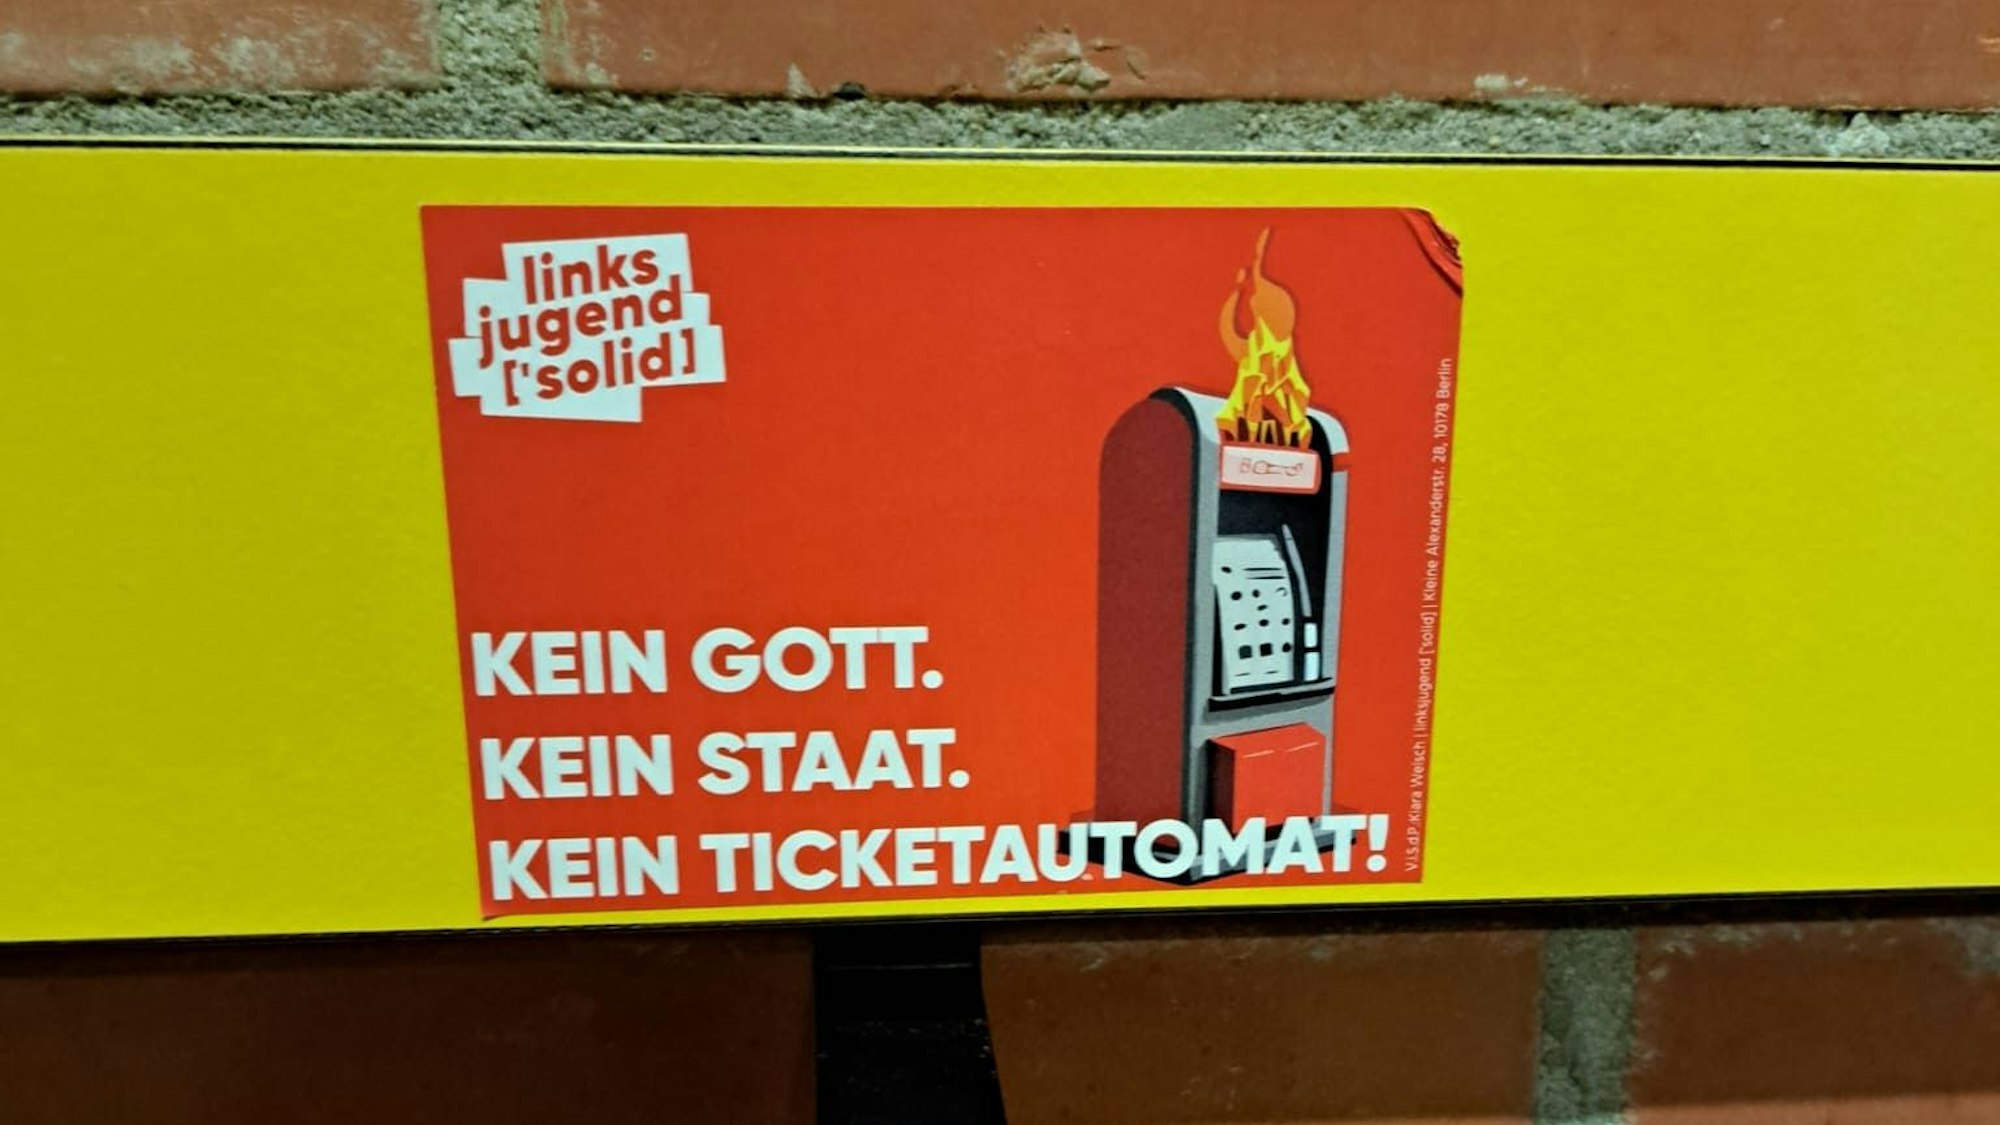 links
jugend
['solid]
KEIN GOTT.
KEIN STAAT.
KEIN TICKETAUTOMAT!
V.i.S.d.P. Kiara Welsch | linksjugend ['solid] | Kleine Alexanderstr. 28, 10178 Berlin